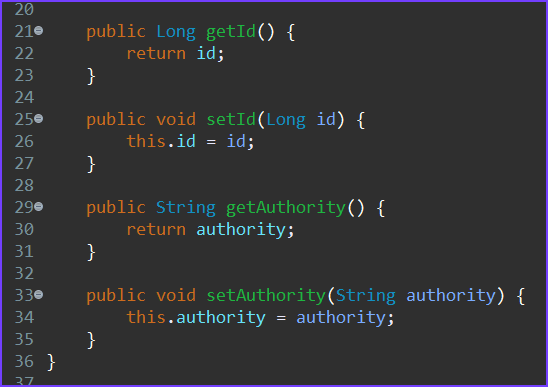 20
21 public Long getId() {
22 return id;
23 }
24
25 public void setId(Long id) {
26 this.id = id;
27 }
28
29 public String getAuthority() {
30 return authority;
31 }
32
33 public void setAuthority(String authority) {
34 this.authority = authority;
35 }
36 }
37